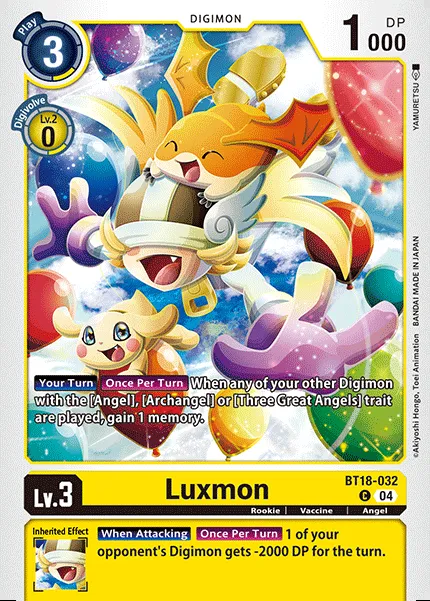 Play
3
DIGIMON
DP
1000
Digivolve
Lv.2
0
YAMURETSU
©Akiyoshi Hongo, Toei Animation BANDAI MADE IN JAPAN
Your Turn Once Per Turn When any of your other Digimon
with the [Angel], [Archangel] or [Three Great Angels] trait
are played, gain 1 memory.
Lv.3
Luxmon
BT18-032
C 04
Rookie | Vaccine | Angel
Inherited Effect
When Attacking Once Per Turn 1 of your
opponent's Digimon gets -2000 DP for the turn.